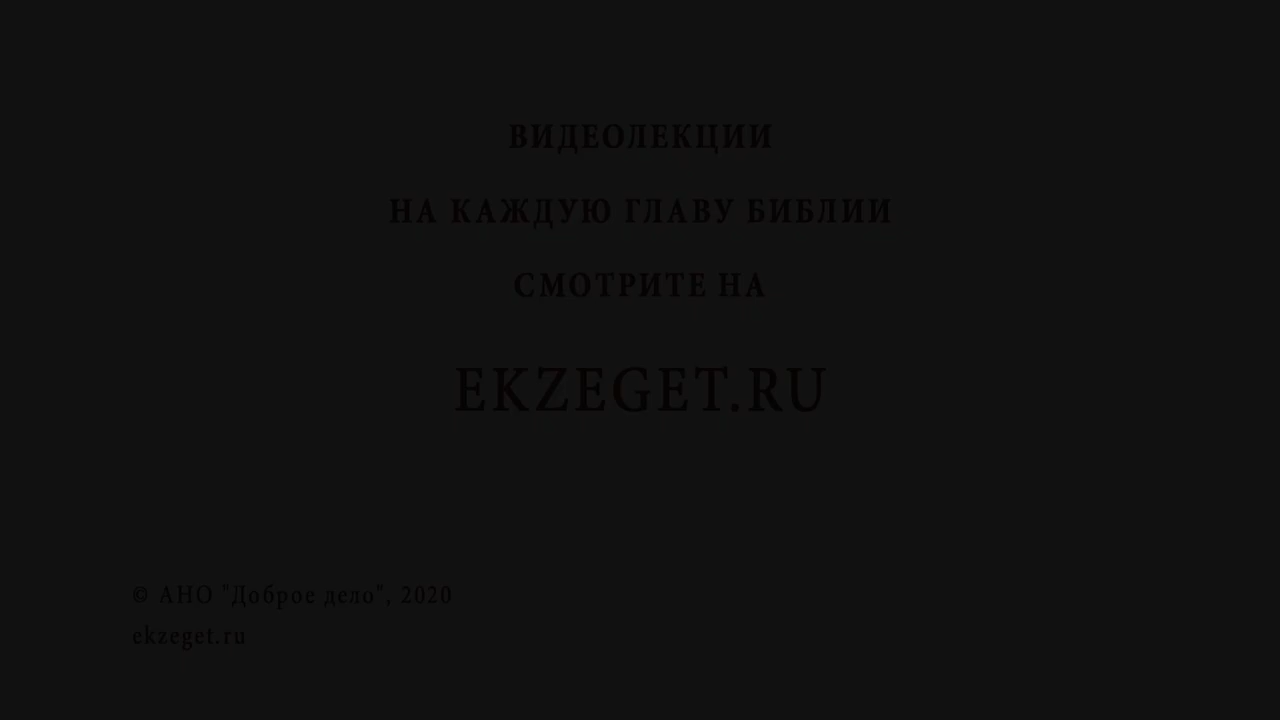 ВИДЕОЛЕКЦИИ
НА КАЖДУЮ ГЛАВУ БИБЛИИ
СМОТРИТЕ НА
EKZEGET.RU
© АНО "Доброе дело", 2020
ekzeget.ru